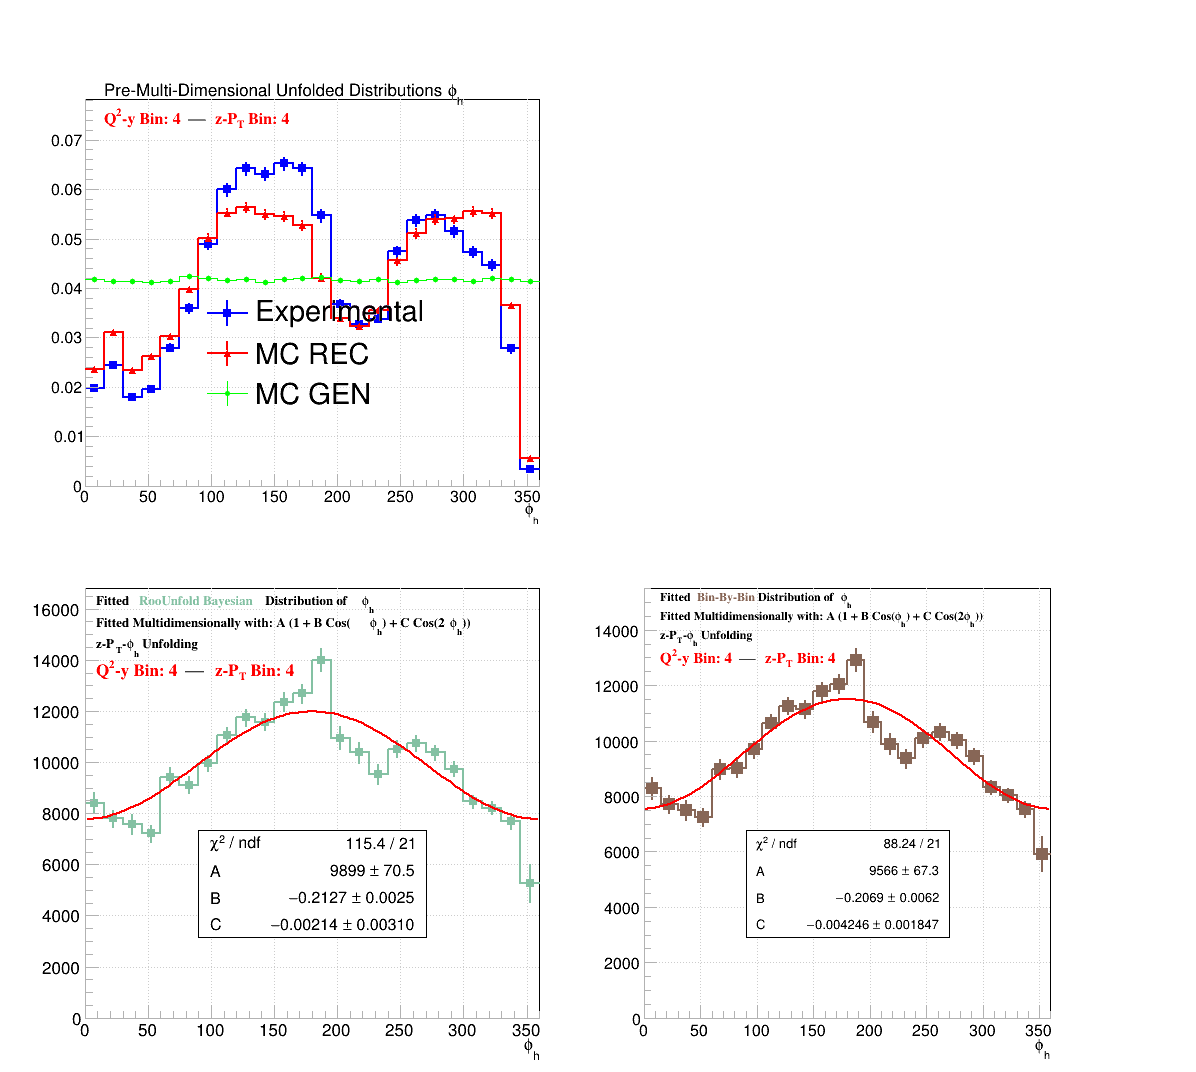 Pre-Multi-Dimensional Unfolded Distributions ϕh
Q2-y Bin: 4 — z-PT Bin: 4
0.07
0.06
0.05
0.04
0.03
0.02
0.01
0
Experimental
MC REC
MC GEN
0 50 100 150 200 250 300 350
ϕh
Fitted RooUnfold Bayesian Distribution of ϕh
Fitted Multidimensionally with: A (1 + B Cos( ϕh) + C Cos(2 ϕh))
z-PT-ϕh Unfolding
Q2-y Bin: 4 — z-PT Bin: 4
16000
14000
12000
10000
8000
6000
4000
2000
0
χ2 / ndf 115.4 / 21
A 9899 ± 70.5
B −0.2127 ± 0.0025
C −0.00214 ± 0.00310
0 50 100 150 200 250 300 350
ϕh
Fitted Bin-By-Bin Distribution of ϕh
Fitted Multidimensionally with: A (1 + B Cos(ϕh) + C Cos(2ϕh))
z-PT-ϕh Unfolding
Q2-y Bin: 4 — z-PT Bin: 4
14000
12000
10000
8000
6000
4000
2000
0
χ2 / ndf 88.24 / 21
A 9566 ± 67.3
B −0.2069 ± 0.0062
C −0.004246 ± 0.001847
0 50 100 150 200 250 300 350
ϕh